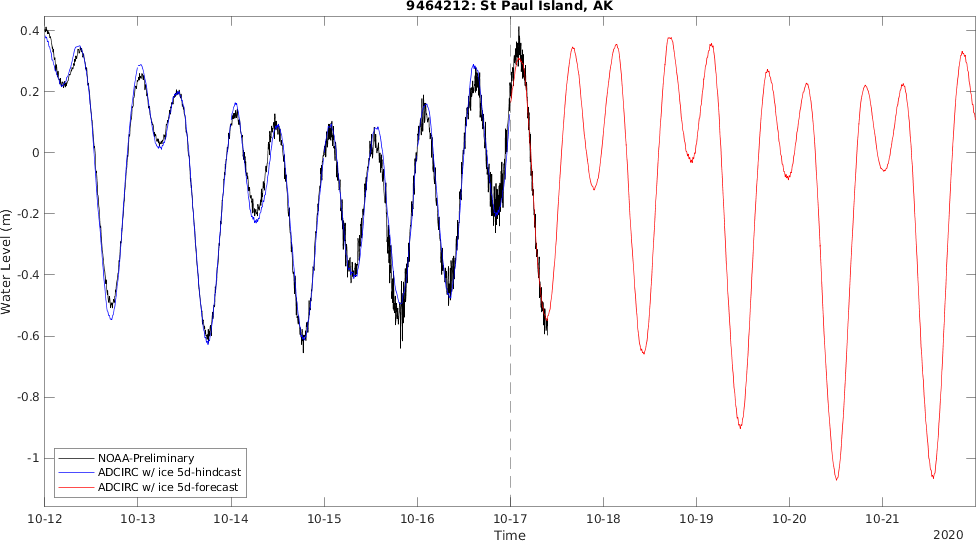 9464212: St Paul Island, AK
Water Level (m)
0.4
0.2
0
-0.2
-0.4
-0.6
-0.8
-1
NOAA-Preliminary
ADCIRC w/ ice 5d-hindcast
ADCIRC w/ ice 5d-forecast
10-12 10-13 10-14 10-15 10-16 10-17 10-18 10-19 10-20 10-21
Time
2020